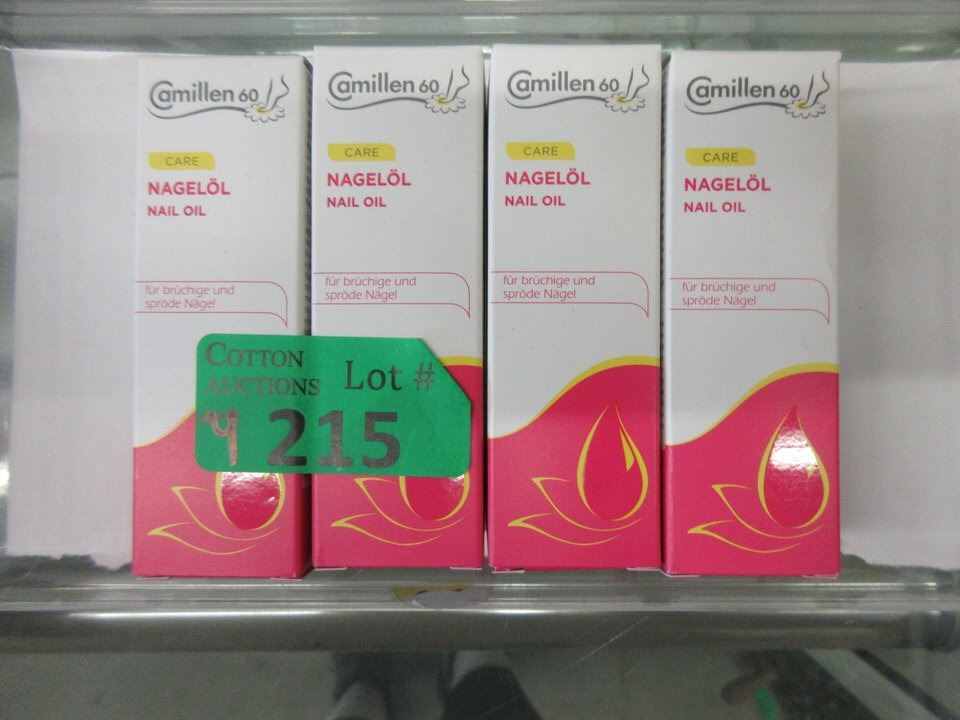 Camillen 60
CARE
NAGELÖL
NAIL OIL
für brüchige und
spröde Nägel
Camillen 60
CARE
NAGELÖL
NAIL OIL
für brüchige und
spröde Nägel
Camillen 60
CARE
NAGELÖL
NAIL OIL
für brüchige und
spröde Nägel
Camillen 60
CARE
NAGELÖL
NAIL OIL
für brüchige und
spröde Nägel
COTTON
AUCTIONS Lot #
4 215